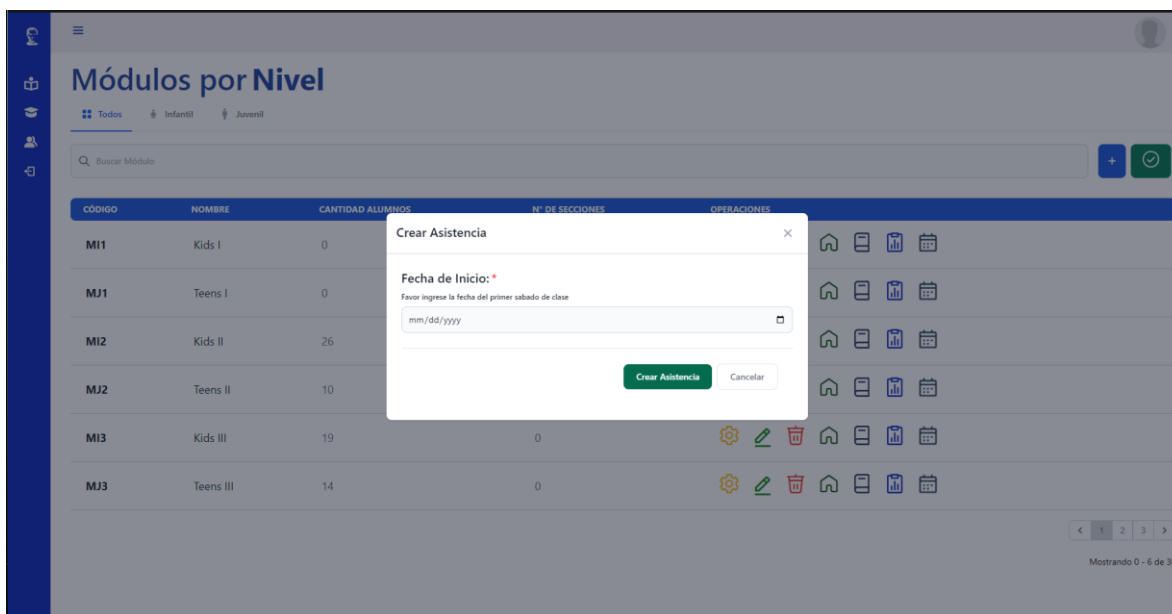 Módulos por Nivel
Todos Infantil Juvenil
Buscar Módulo
+
CÓDIGO NOMBRE CANTIDAD ALUMNOS N° DE SECCIONES OPERACIONES
Crear Asistencia
MI1 Kids I 0
Fecha de Inicio: *
MJ1 Teens I 0
Favor ingrese la fecha del primer sabado de clase
mm/dd/yyyy
MI2 Kids II 26
Crear Asistencia Cancelar
MJ2 Teens II 10
MI3 Kids III 19 0
MJ3 Teens III 14 0
< 1 2 3 >
Mostrando 0 - 6 de